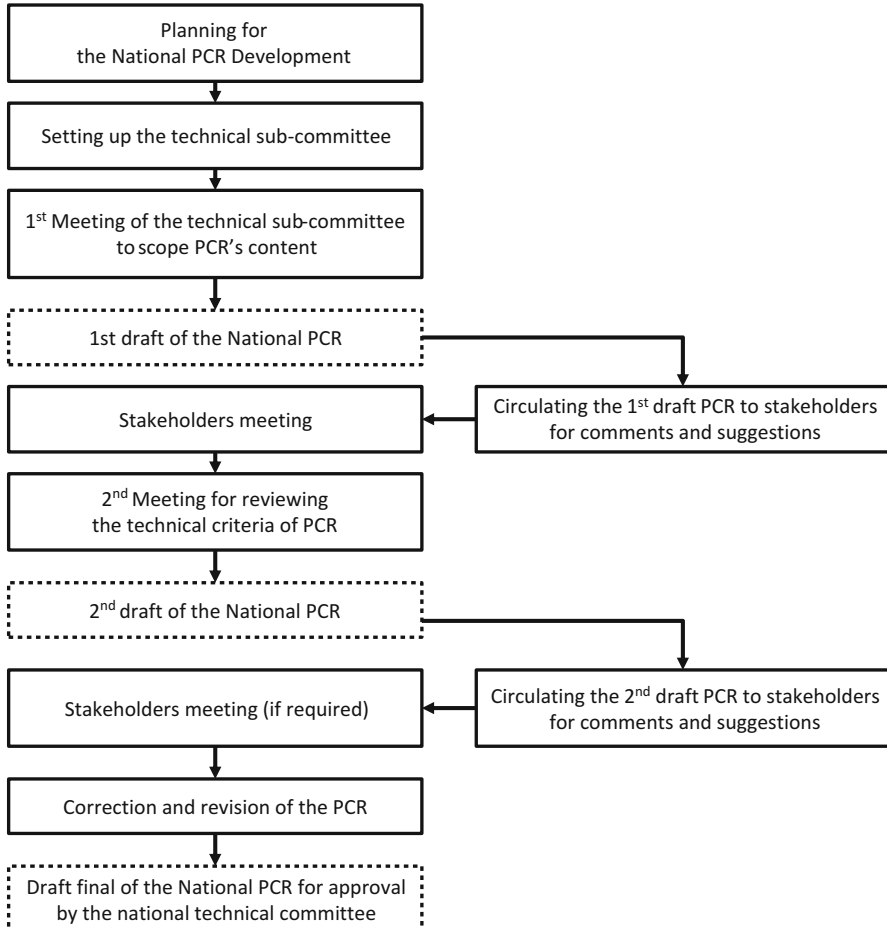 Planning for
the National PCR Development
Setting up the technical sub-committee
1st Meeting of the technical sub-committee
to scope PCR's content
1st draft of the National PCR
Circulating the 1st draft PCR to stakeholders
for comments and suggestions
Stakeholders meeting
2nd Meeting for reviewing
the technical criteria of PCR
2nd draft of the National PCR
Circulating the 2nd draft PCR to stakeholders
for comments and suggestions
Stakeholders meeting (if required)
Correction and revision of the PCR
Draft final of the National PCR for approval
by the national technical committee